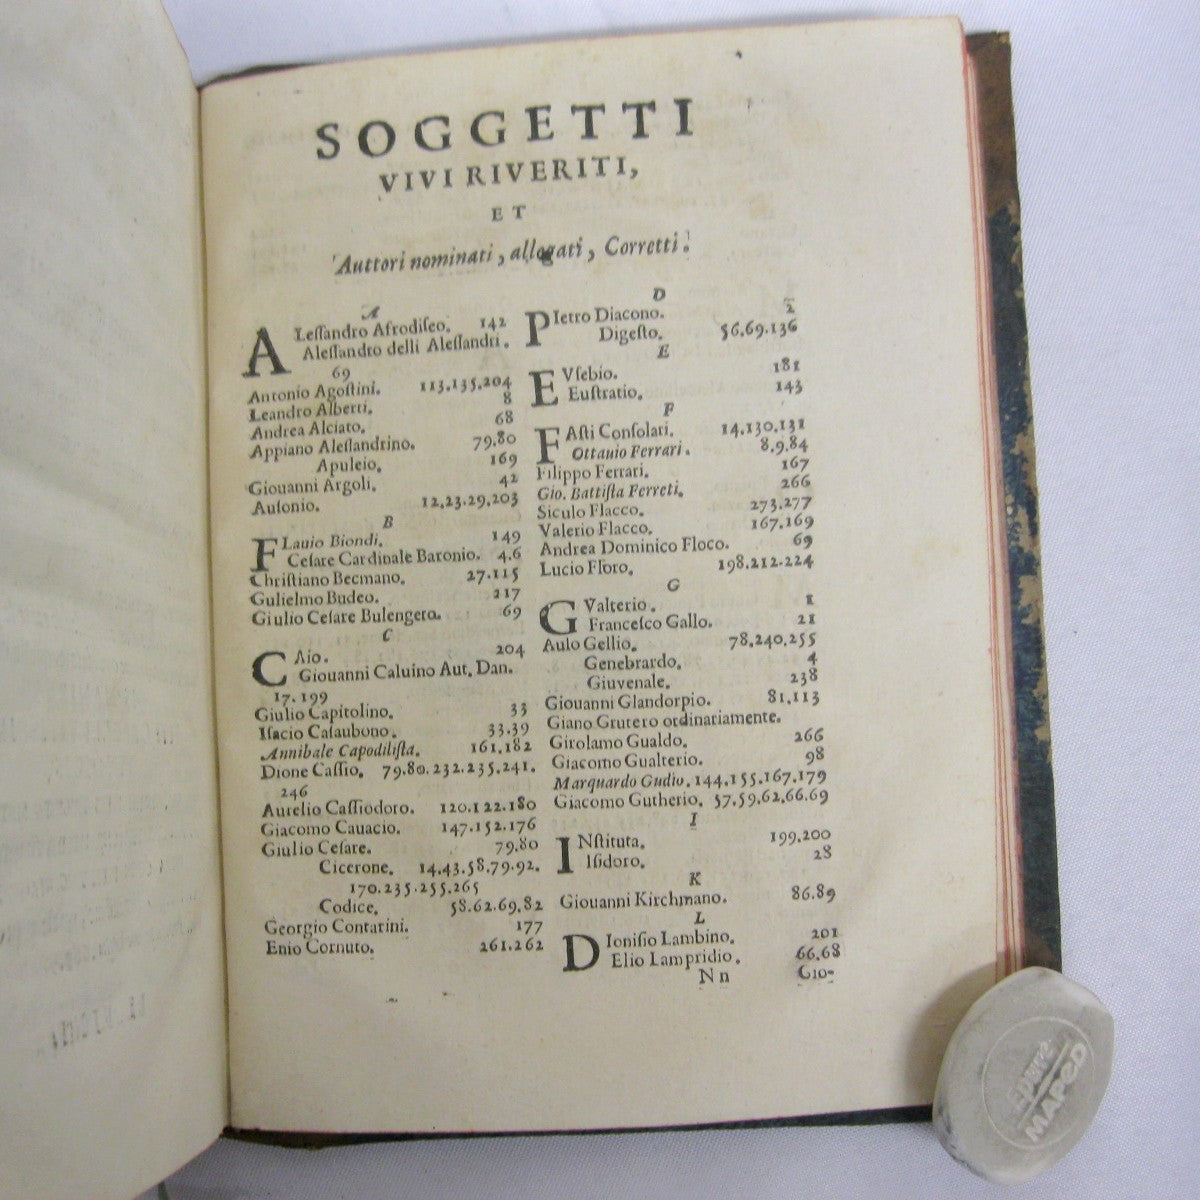 SOGGETTI
VIVI RIVERITI,
ET
Auttori nominati, allegati, Corretti.
A
ALeſſandro Afrodiſeo. 142
Aleſſandro delli Aleſſandri.
69
Antonio Agoſtini. 113.135.204
Leandro Alberti. 8
Andrea Alciato. 68
Appiano Aleſſandrino. 79.80
Apuleio. 169
Giouanni Argoli. 42
Auſonio. 12.23.29.203
B
FLauio Biondi. 149
Ceſare Cardinale Baronio. 4.6
Chriſtiano Becmano. 27.115
Gulielmo Budeo. 217
Giulio Ceſare Bulengero. 69
C
CAio. 204
Giouanni Caluino Aut. Dan.
17.199
Giulio Capitolino. 33
Iſacio Caſaubono. 33.39
Annibale Capodiliſta. 161.182
Dione Caſſio. 79.80.232.235.241.
246
Aurelio Caſſiodoro. 120.122.180
Giacomo Cauacio. 147.152.176
Giulio Ceſare. 79.80
Cicerone. 14.43.58.79.92.
170.235.255.265
Codice. 58.62.69.82
Georgio Contarini. 177
Enio Cornuto. 261.262
D
PIetro Diacono. 2
Digeſto. 56.69.136
E
EVſebio. 181
Euſtratio. 143
F
FAſti Conſolari. 14.130.131
Ottauio Ferrari. 8.9.84
Filippo Ferrari. 167
Gio. Battiſta Ferreti. 266
Siculo Flacco. 273.277
Valerio Flacco. 167.169
Andrea Dominico Floco. 69
Lucio Floro. 198.212.224
G
GValterio. 1
Franceſco Gallo. 21
Aulo Gellio. 78.240.255
Genebrardo. 4
Giuvenale. 238
Giouanni Glandorpio. 81.113
Giano Grutero ordinariamente.
Girolamo Gualdo. 266
Giacomo Gualterio. 98
Marquardo Gudio. 144.155.167.179
Giacomo Gutherio. 57.59.62.66.69
I
INſtituta. 199.200
Iſidoro. 28
K
Giouanni Kirchmano. 86.89
L
DIoniſio Lambino. 201
Elio Lampridio. 66.68
Nn Gio-
MAPED